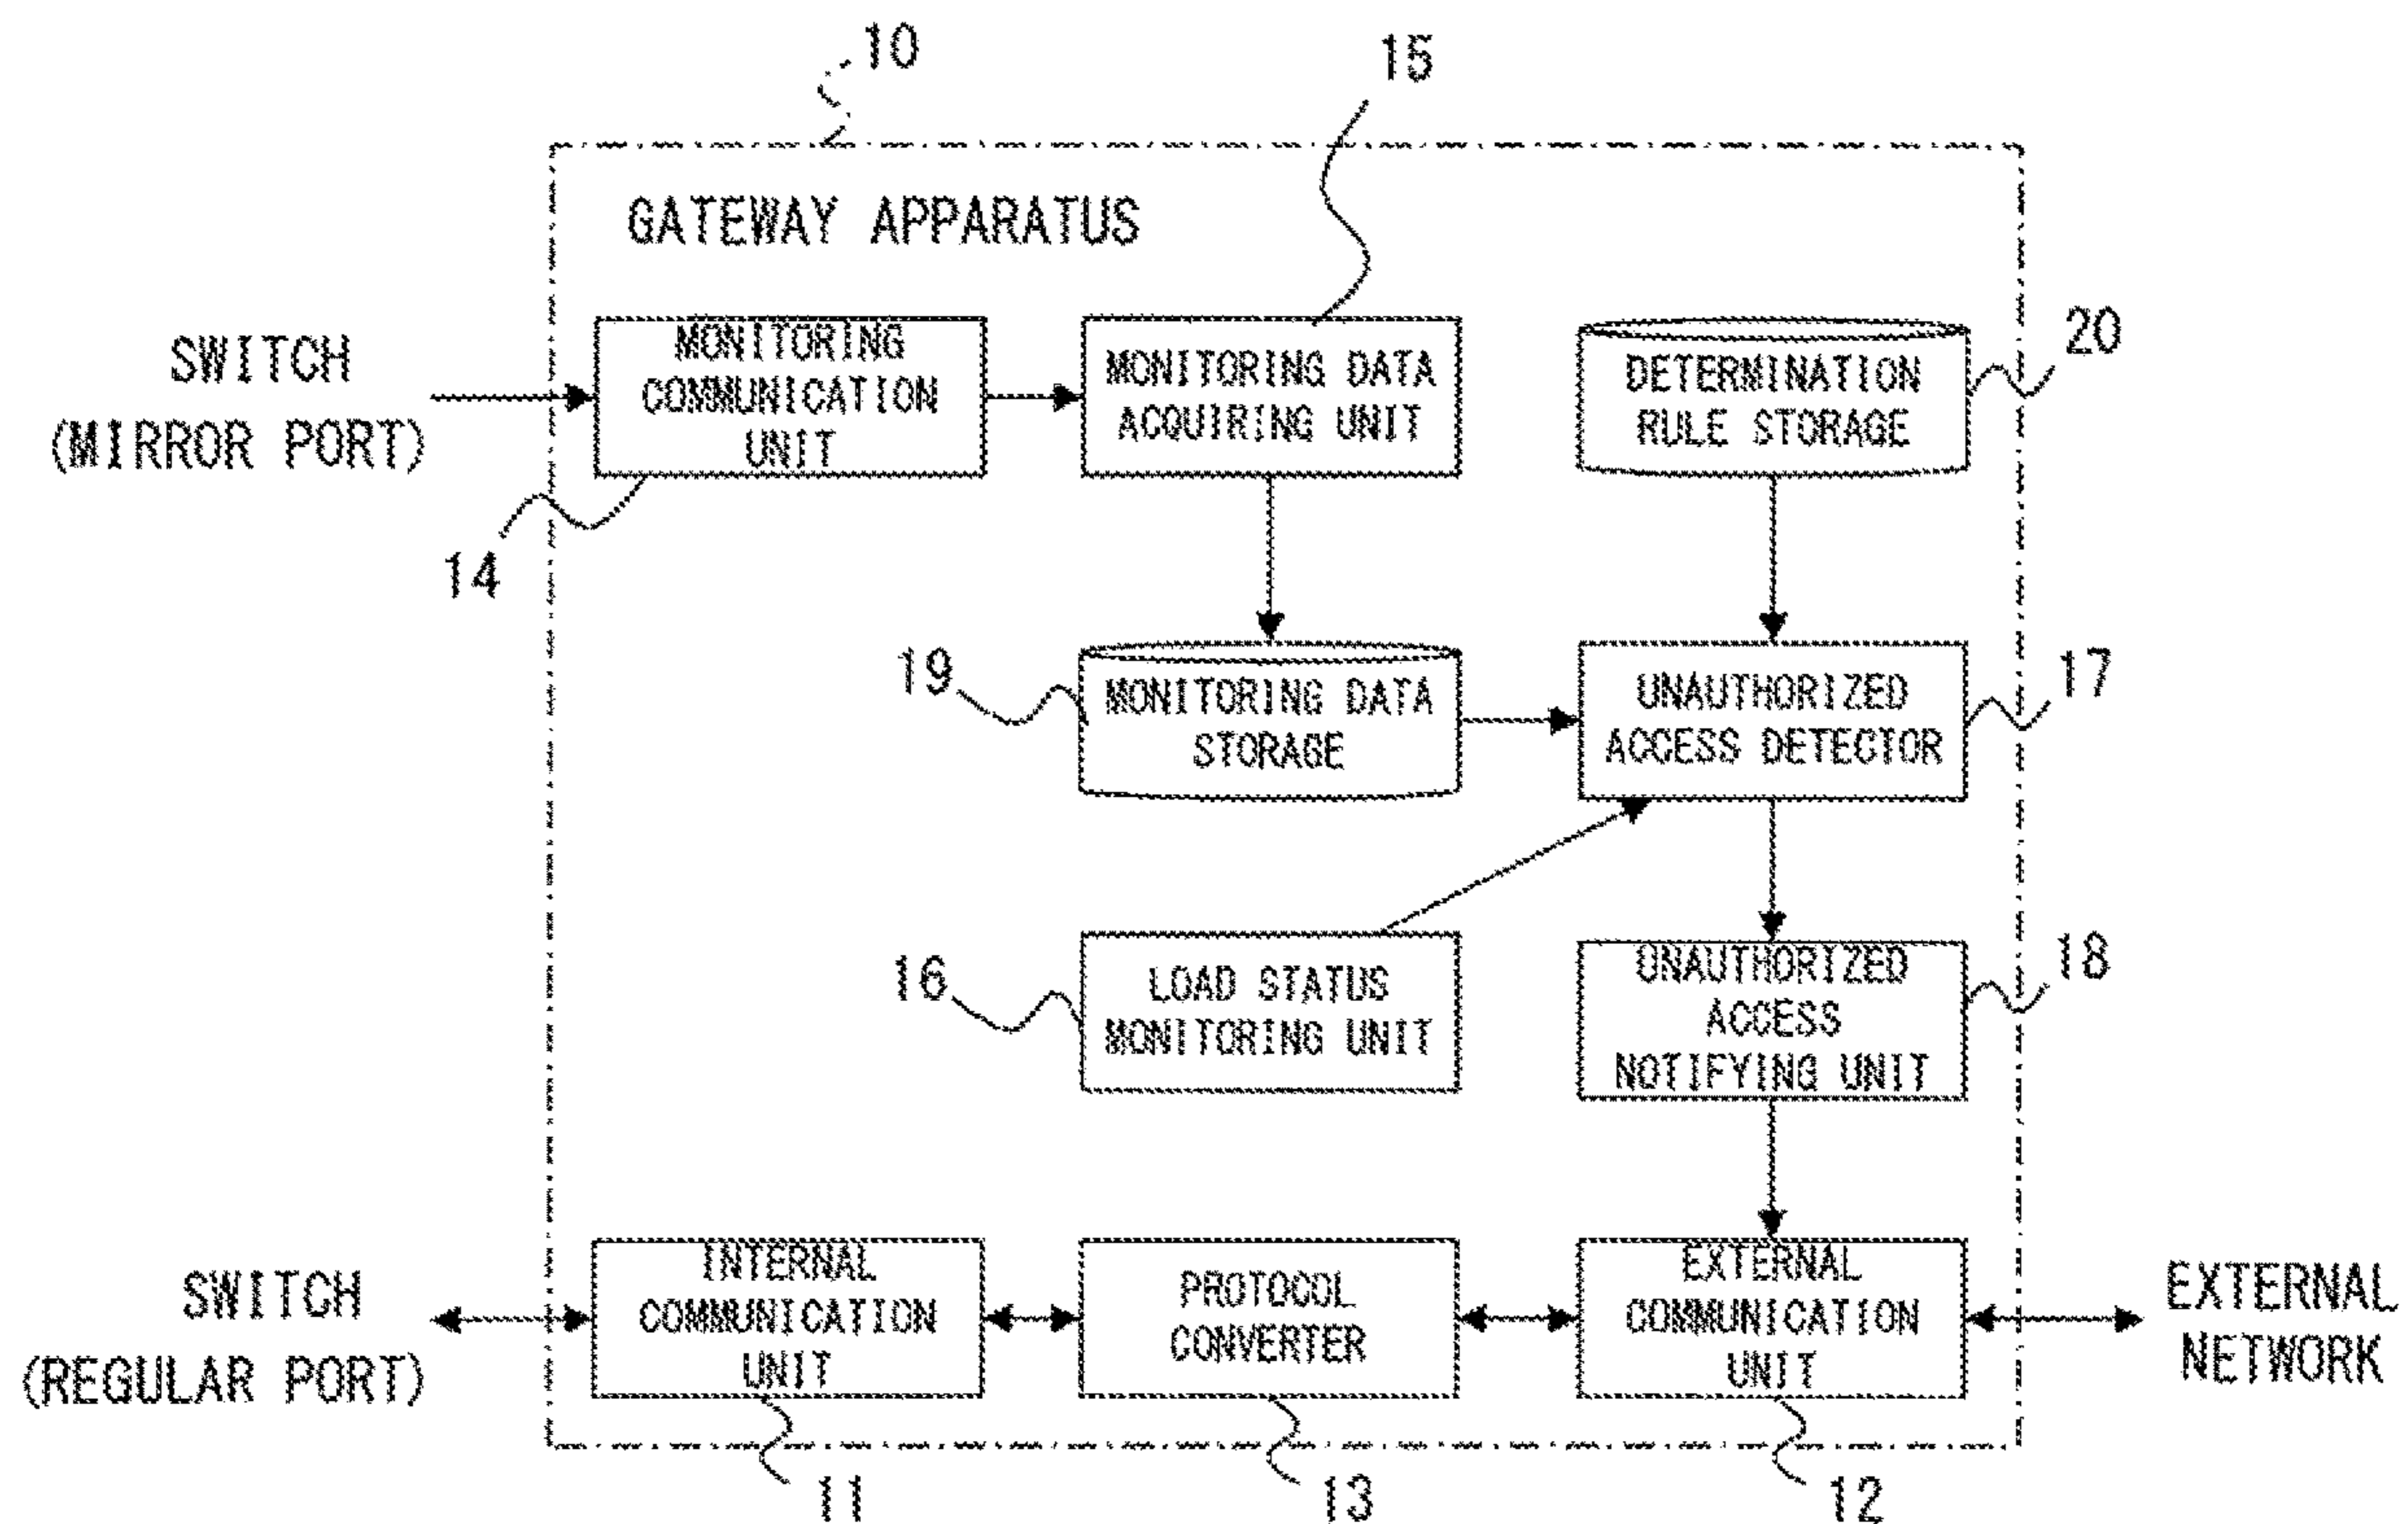 10
15
GATEWAY APPARATUS
SWITCH
(MIRROR PORT)
MONITORING
COMMUNICATION
UNIT
14
MONITORING DATA
ACQUIRING UNIT
DETERMINATION
RULE STORAGE
20
19
MONITORING DATA
STORAGE
UNAUTHORIZED
ACCESS DETECTOR
17
16
LOAD STATUS
MONITORING UNIT
UNAUTHORIZED
ACCESS
NOTIFYING UNIT
18
SWITCH
(REGULAR PORT)
INTERNAL
COMMUNICATION
UNIT
PROTOCOL
CONVERTER
EXTERNAL
COMMUNICATION
UNIT
EXTERNAL
NETWORK
11
13
12